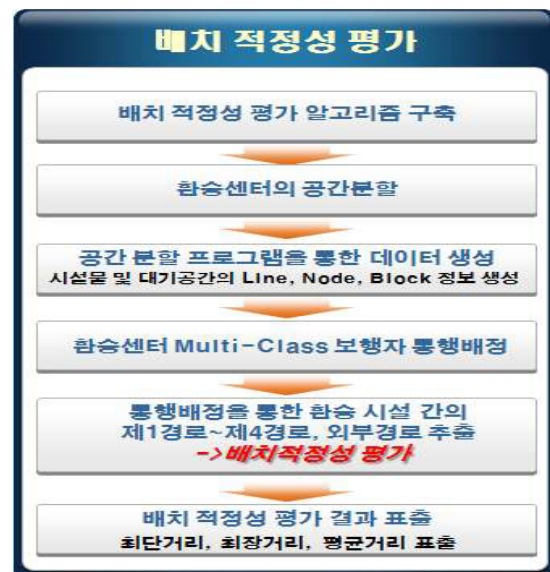 배치 적정성 평가
배치 적정성 평가 알고리즘 구축
환승센터의 공간분할
공간 분할 프로그램을 통한 데이터 생성
시설물 및 대기공간의 Line, Node, Block 정보 생성
환승센터 Multi-Class 보행자 통행배정
통행배정을 통한 환승 시설 간의
제1경로~제4경로, 외부경로 추출
->배치적정성 평가
배치 적정성 평가 결과 표출
최단거리, 최장거리, 평균거리 표출